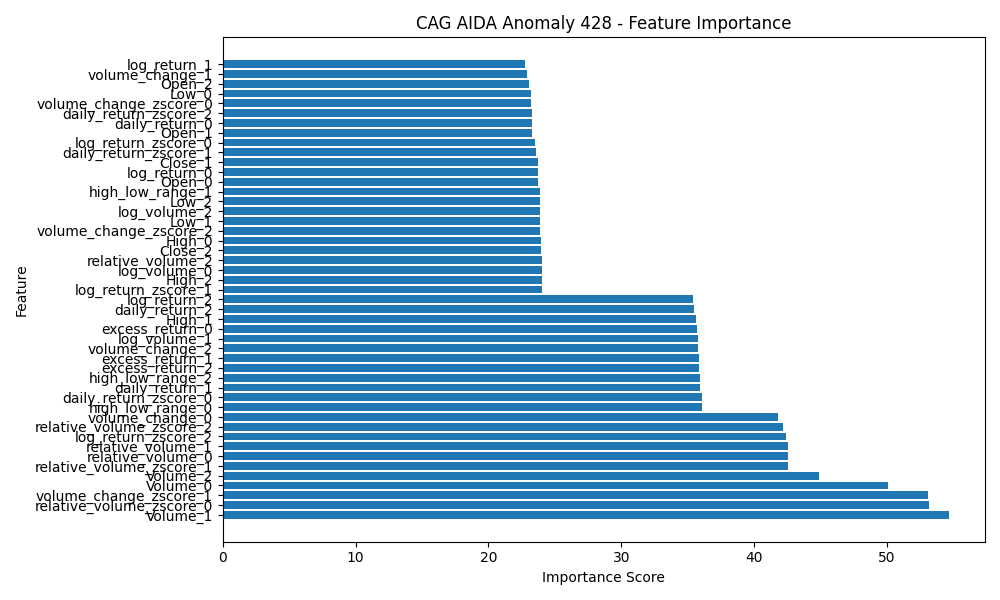 CAG AIDA Anomaly 428 - Feature Importance
log_return_1
volume_change_1
Open_2
Low_0
volume_change_zscore_0
daily_return_zscore_2
daily_return_0
Open_1
log_return_zscore_0
daily_return_zscore_1
Close_1
log_return_0
Open_0
high_low_range_1
Low_2
log_volume_2
Low_1
volume_change_zscore_2
High_0
Close_2
relative_volume_2
log_volume_0
High_2
log_return_zscore_1
log_return_2
daily_return_2
High_1
excess_return_0
log_volume_1
volume_change_2
excess_return_1
excess_return_2
high_low_range_2
daily_return_1
daily_return_zscore_0
high_low_range_0
volume_change_0
relative_volume_zscore_2
log_return_zscore_2
relative_volume_1
relative_volume_0
relative_volume_zscore_1
Volume_2
Volume_0
volume_change_zscore_1
relative_volume_zscore_0
Volume_1
Feature
0 10 20 30 40 50
Importance Score